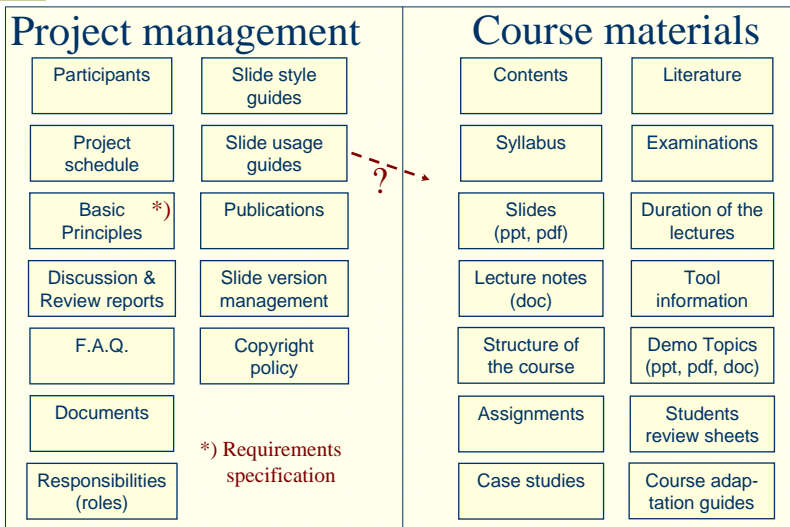 Project management
Participants
Project
schedule
Basic *)
Principles
Discussion &
Review reports
F.A.Q.
Documents
Responsibilities
(roles)
Slide style
guides
Slide usage
guides
?
Publications
Slide version
management
Copyright
policy
*) Requirements
specification
Course materials
Contents
Syllabus
Slides
(ppt, pdf)
Lecture notes
(doc)
Structure of
the course
Assignments
Case studies
Literature
Examinations
Duration of the
lectures
Tool
information
Demo Topics
(ppt, pdf, doc)
Students
review sheets
Course adap-
tation guides